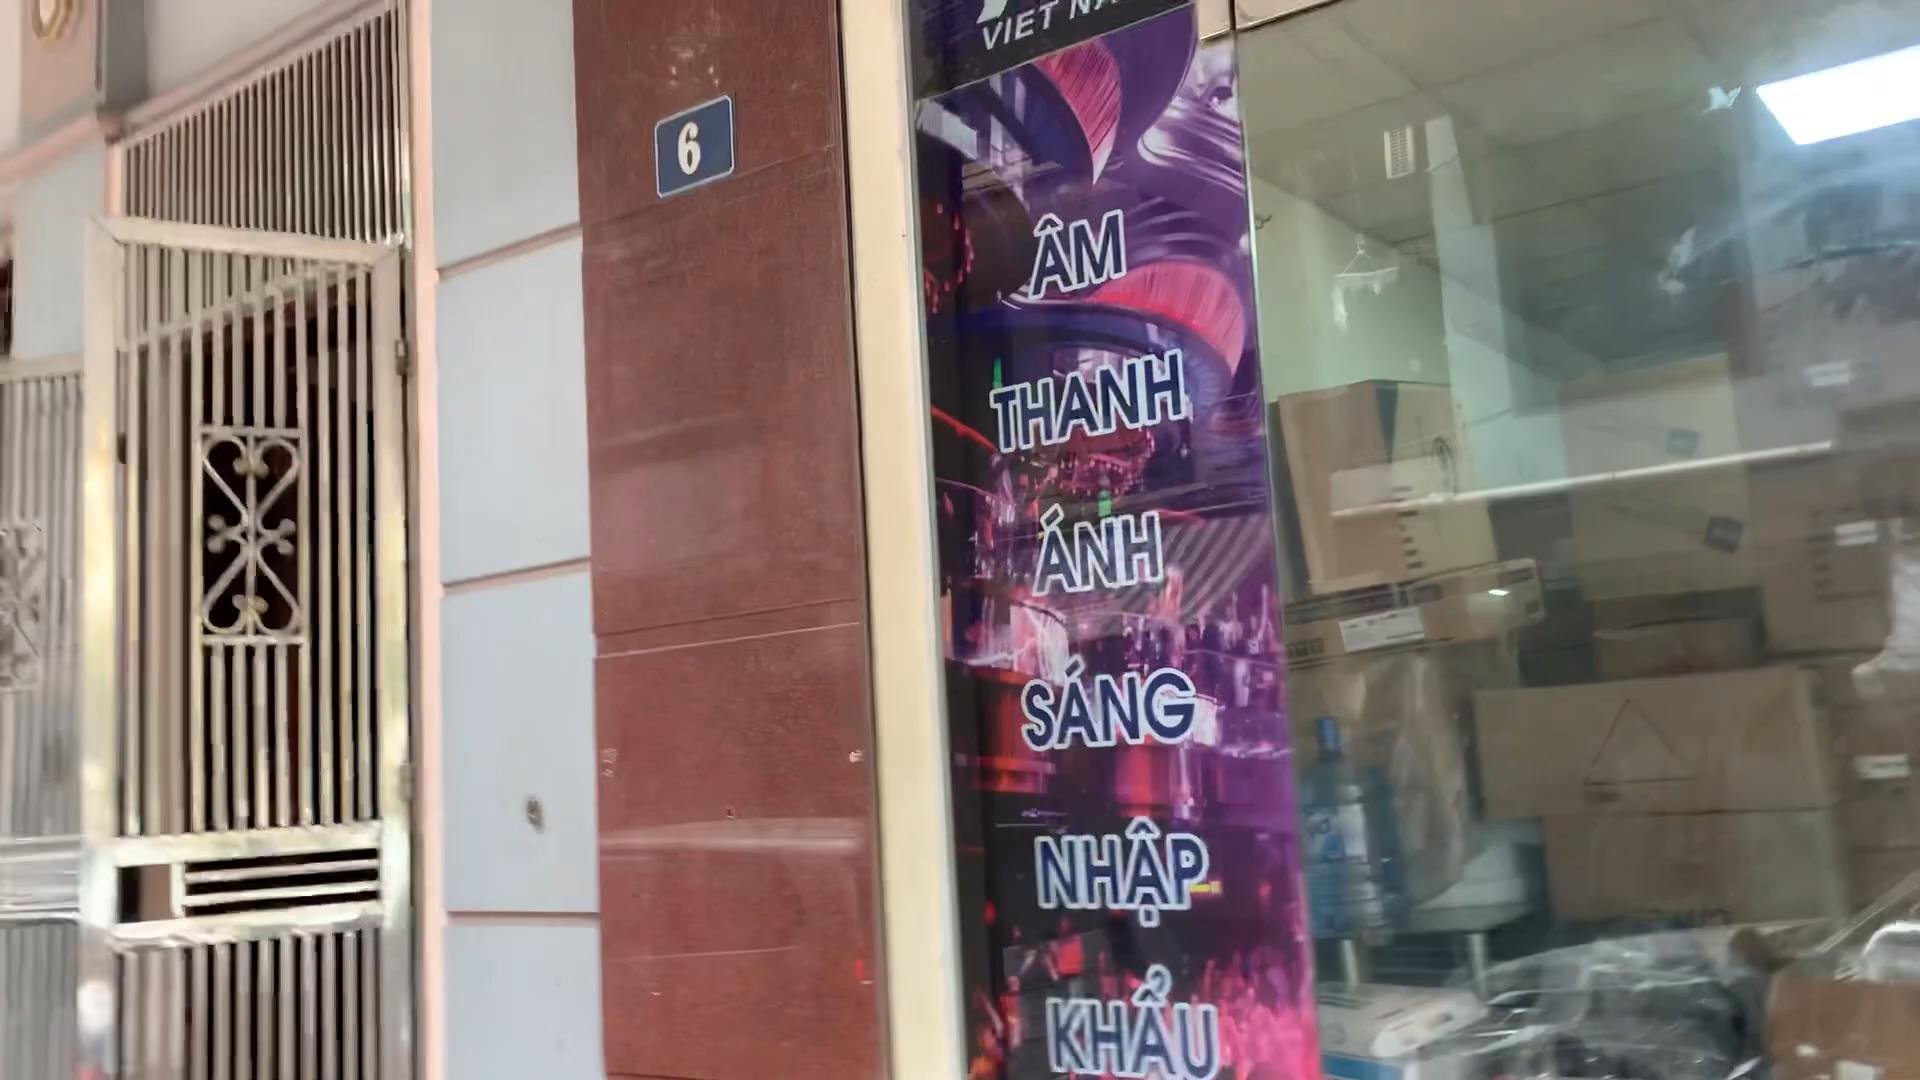 6
VIET NA
ÂM
THANH
ÁNH
SÁNG
NHẬP
KHẨU